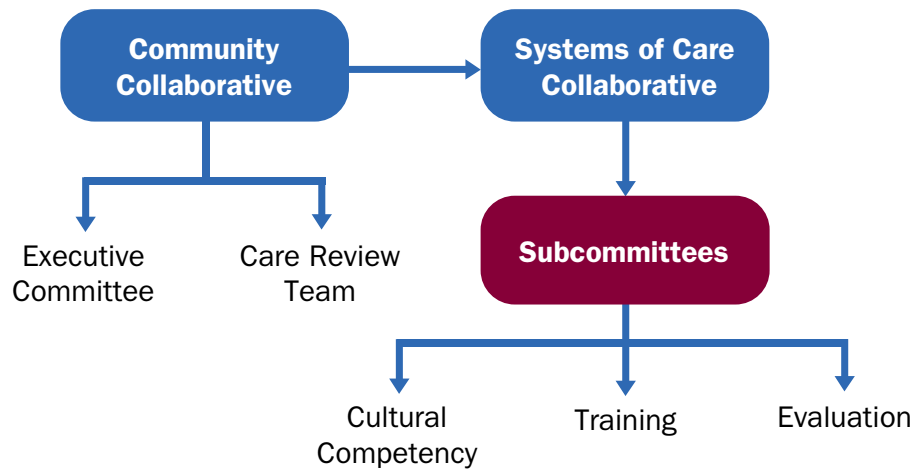 Community
Collaborative
Systems of Care
Collaborative
Executive
Committee
Care Review
Team
Subcommittees
Cultural
Competency
Training
Evaluation